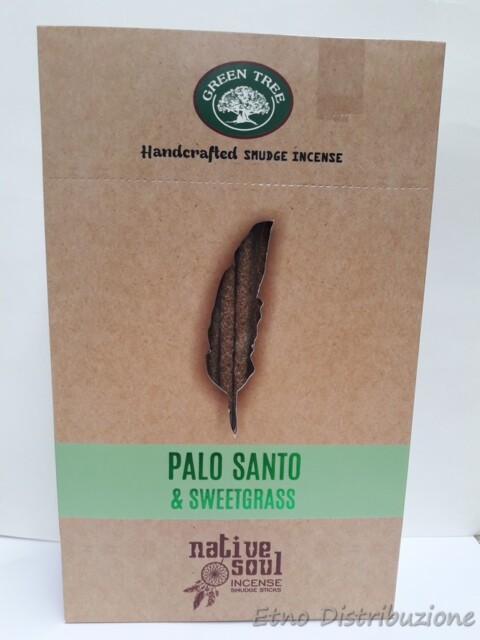 GREEN TREE
Handcrafted SMUDGE INCENSE
PALO SANTO
& SWEETGRASS
native
soul
INCENSE
SMUDGE STICKS
Etno Distribuzione